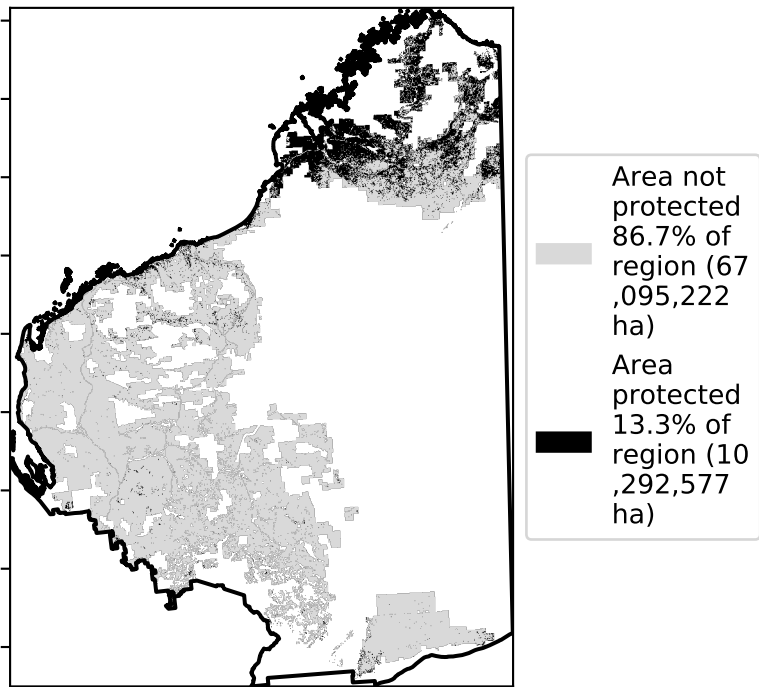 Area not
protected
86.7% of
region (67
,095,222
ha)
Area
protected
13.3% of
region (10
,292,577
ha)